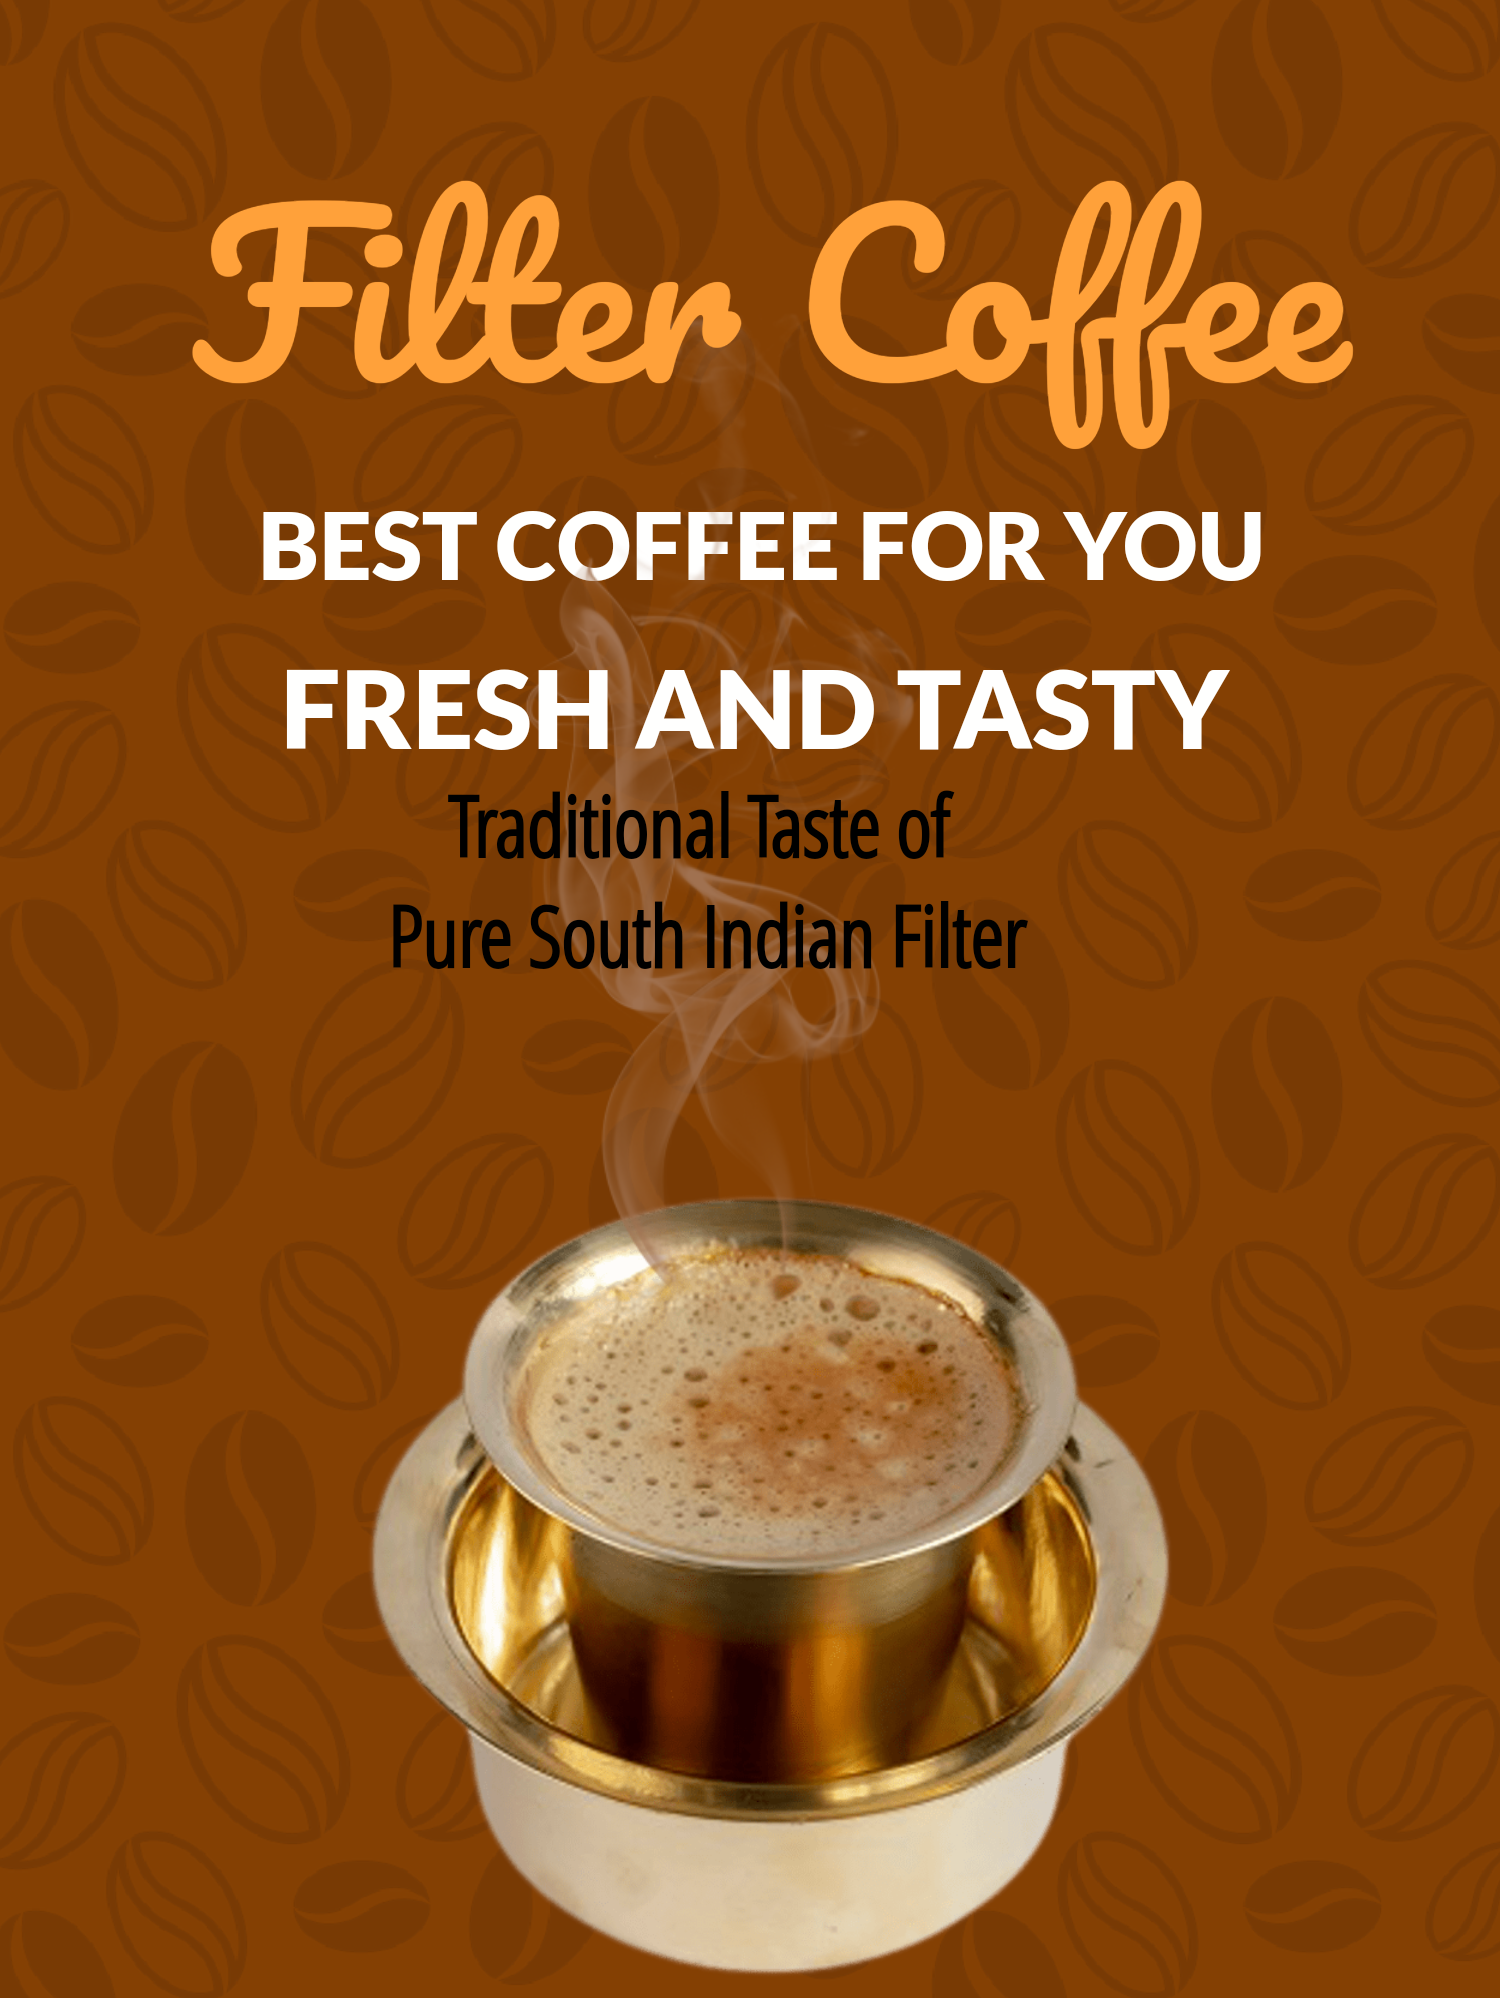 Filter Coffee
BEST COFFEE FOR YOU
FRESH AND TASTY
Traditional Taste of
Pure South Indian Filter